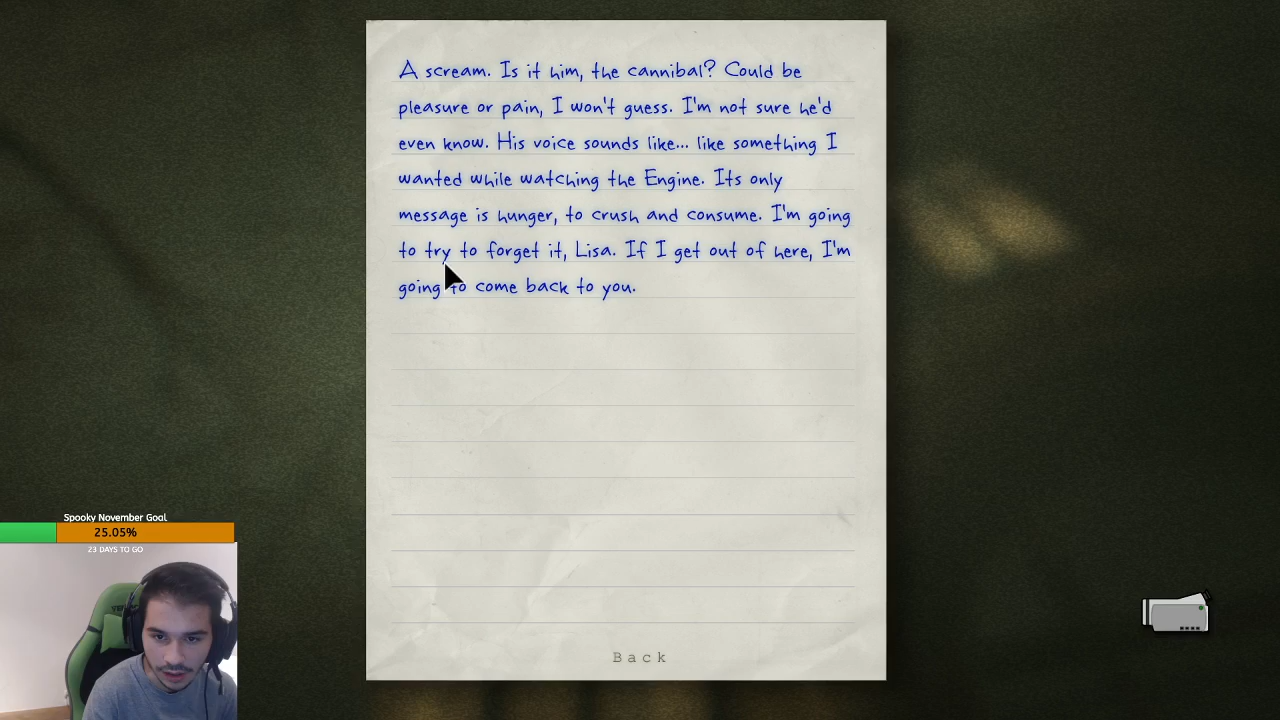 A scream. Is it him, the cannibal? Could be
pleasure or pain, I won't guess. I'm not sure he'd
even know. His voice sounds like... like something I
wanted while watching the Engine. Its only
message is hunger, to crush and consume. I'm going
to try to forget it, Lisa. If I get out of here, I'm
going to come back to you.
Back
Spooky November Goal
25.05%
23 DAYS TO GO